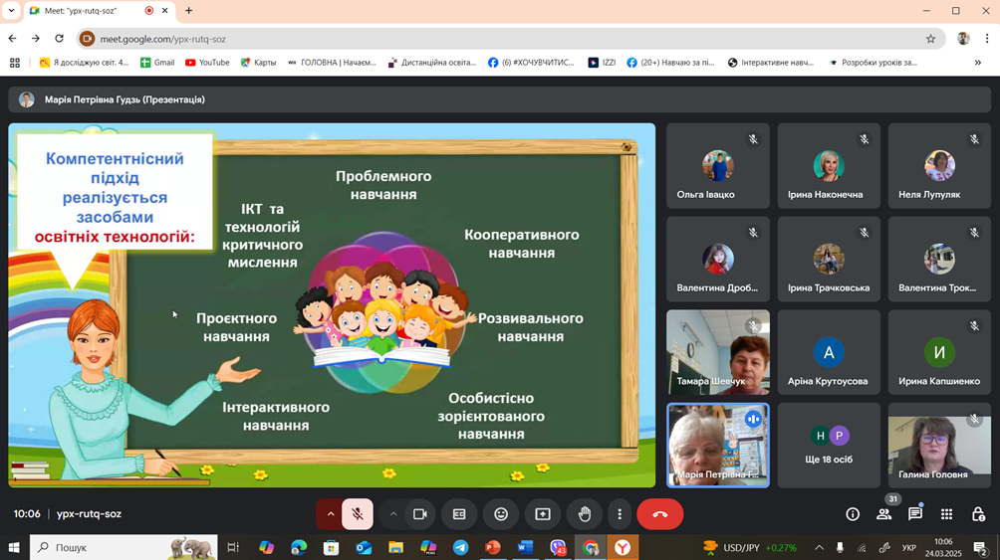 Meet: "ypx-rutq-soz"
meet.google.com/ypx-rutq-soz
Я досліджую світ. 4...
Gmail
YouTube
Карты
ГОЛОВНА | Начаєм...
Дистанційна освіта...
(6) #ХОЧУВЧИТИС...
IZZI
(20+) Навчаю за пі...
Інтерактивне навч...
Розробки уроків за...
»
Марія Петрівна Гудзь (Презентація)
Компетентнісний
підхід
реалізується
засобами
освітніх технологій:
Проблемного
навчання
ІКТ та
технологій
критичного
мислення
Кооперативного
навчання
Проєктного
навчання
Розвивального
навчання
Інтерактивного
навчання
Особистісно
зорієнтованого
навчання
Ольга Івацко
Ірина Наконечна
Неля Лупуляк
Валентина Дроб...
Ірина Трачковська
Валентина Трок...
Тамара Шевчук
А
Аріна Крутоусова
И
Ирина Капшиенко
Марія Петрівна Г...
Н Р
Ще 18 осіб
Галина Головня
10:06 | ypx-rutq-soz
31
Пошук
43
USD/JPY +0.27%
УКР
10:06
24.03.2025
2